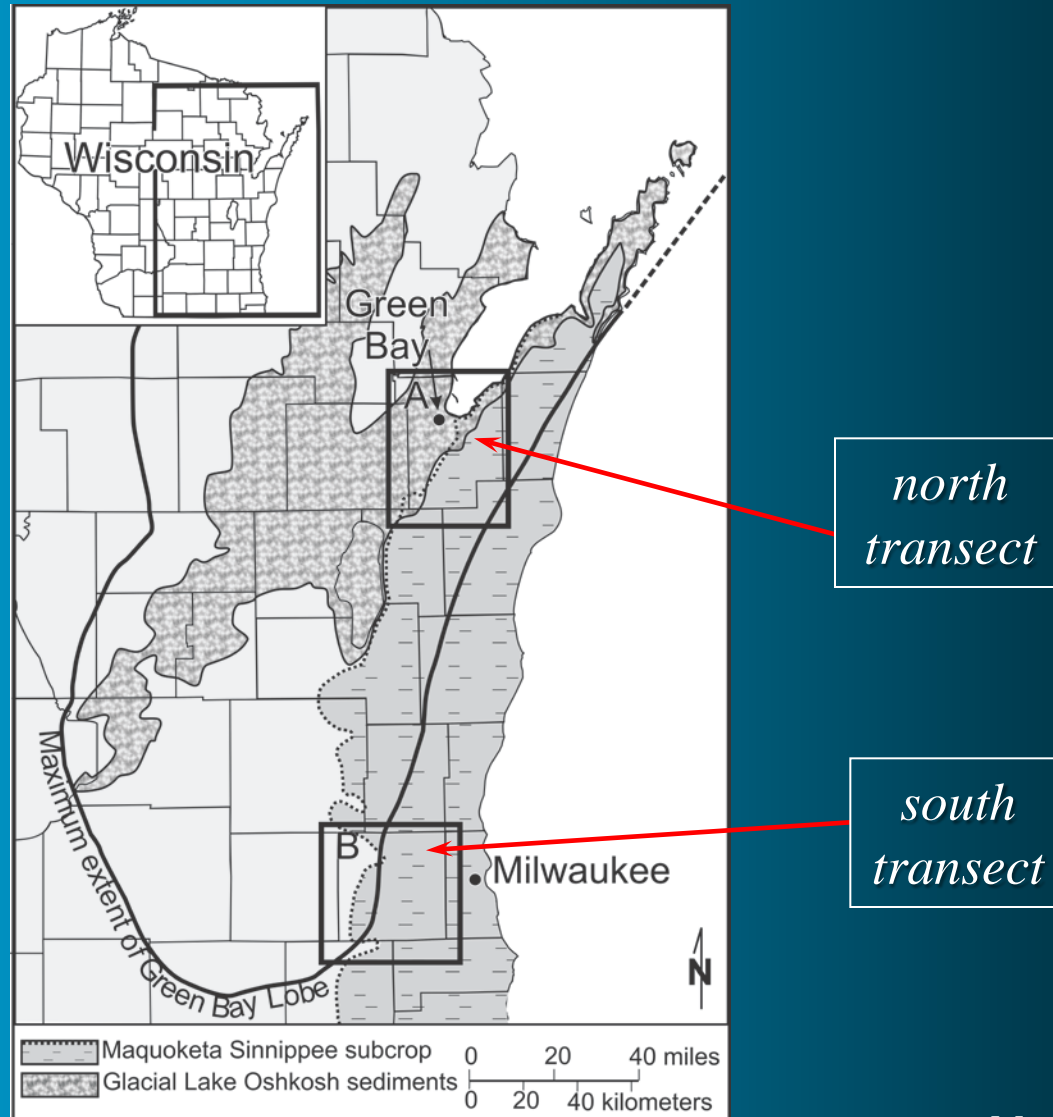 Wisconsin
Green
Bay
A
north
transect
south
transect
B
Milwaukee
Maximum extent of Green Bay Lobe
N
Maquoketa Sinnippee subcrop
Glacial Lake Oshkosh sediments
0 20 40 miles
0 20 40 kilometers